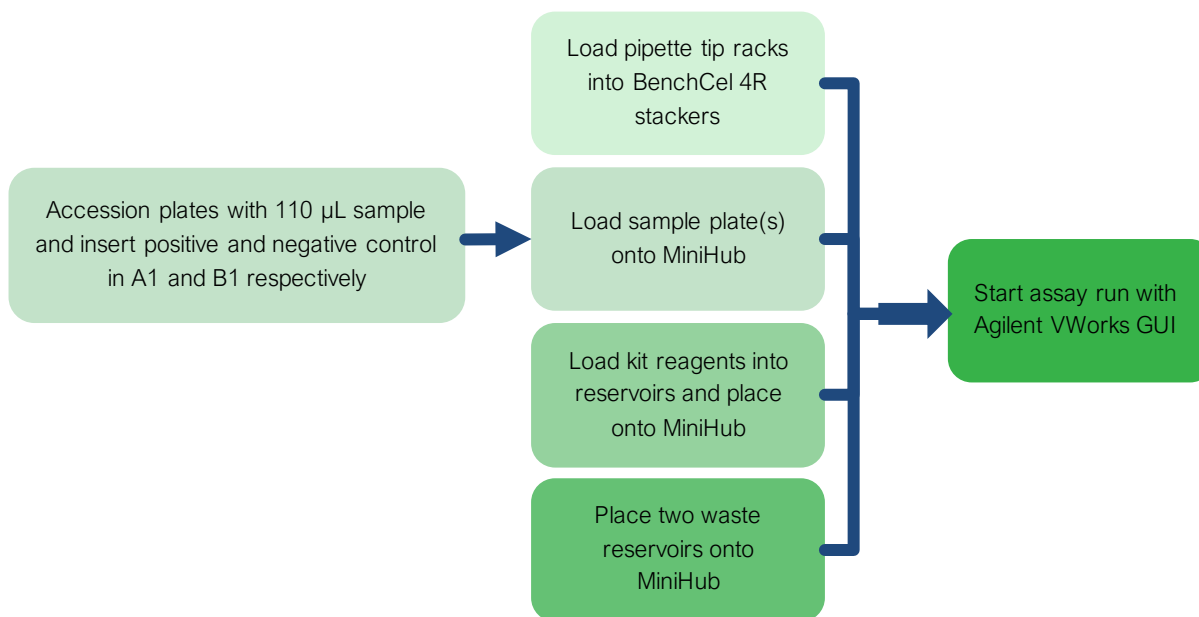 Accession plates with 110 µL sample
and insert positive and negative control
in A1 and B1 respectively
Load pipette tip racks
into BenchCel 4R
stackers
Load sample plate(s)
onto MiniHub
Load kit reagents into
reservoirs and place
onto MiniHub
Place two waste
reservoirs onto
MiniHub
Start assay run with
Agilent VWorks GUI